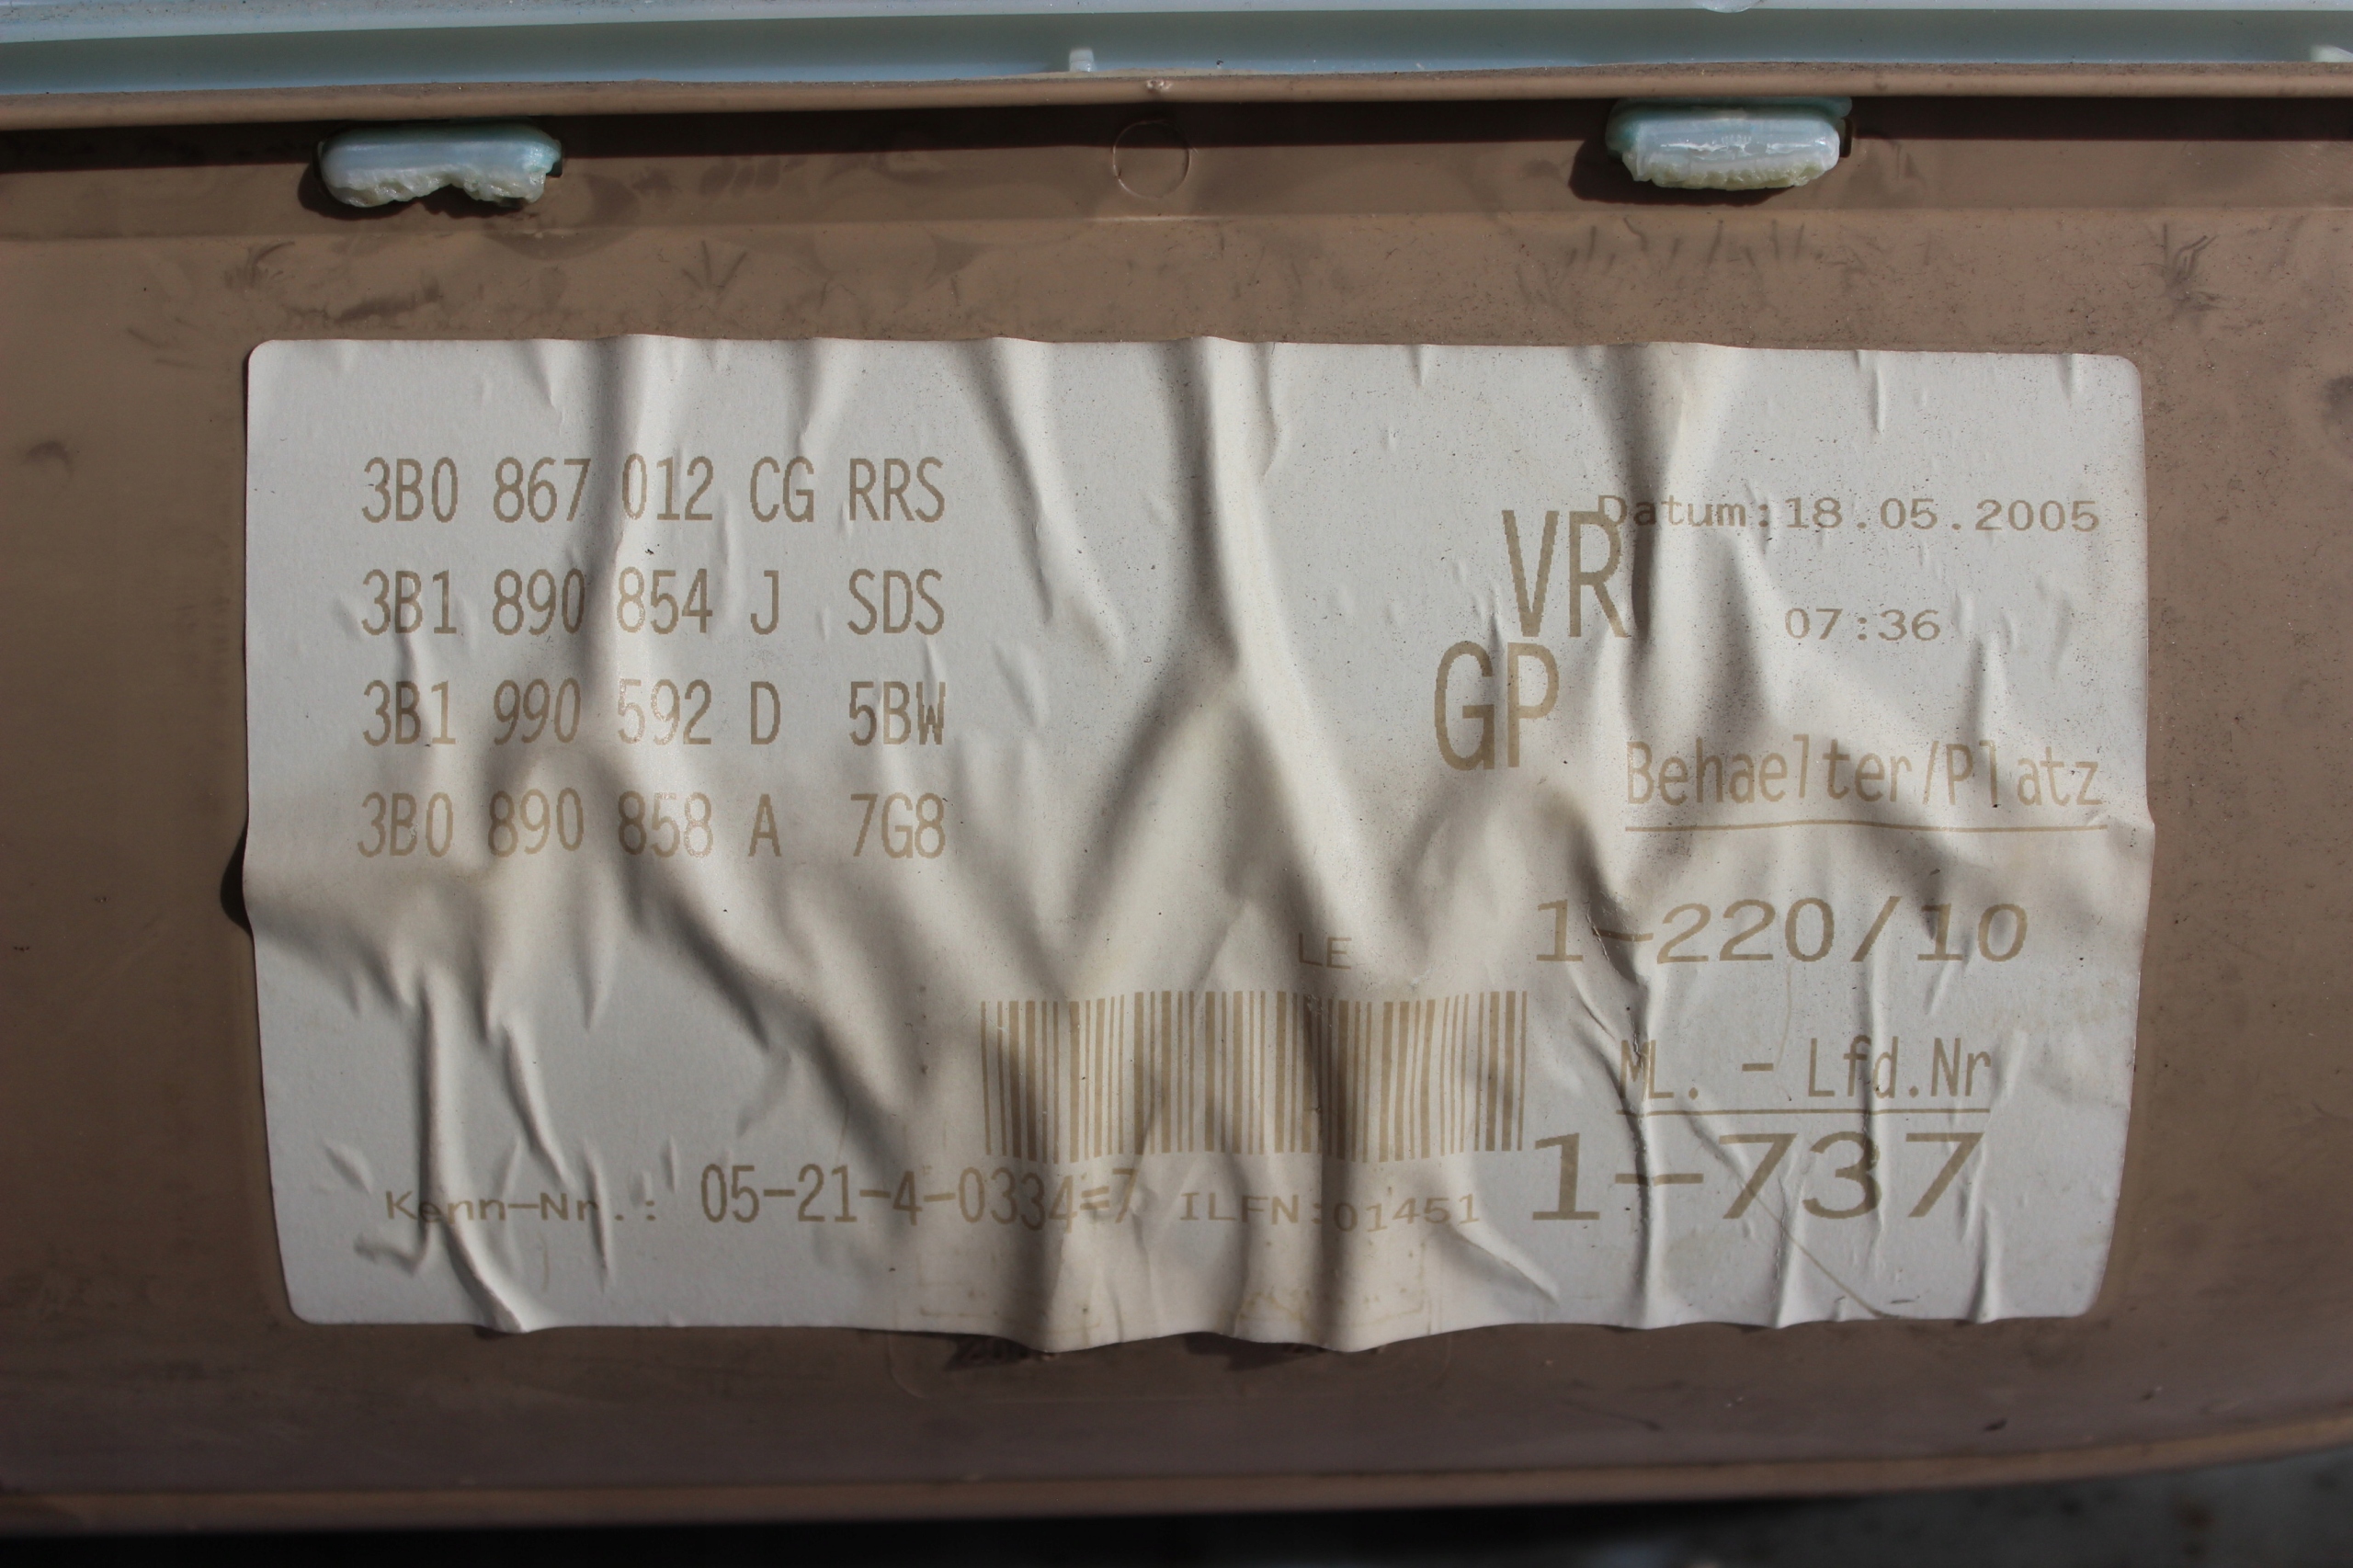 3B0 867 012 CG RRS
3B1 890 854 J SDS
3B1 990 592 D 5BW
3B0 890 858 A 7G8
VR
GP
Datum:18.05.2005
07:36
Behaelter/Platz
1-220/10
LE
ML. - Lfd.Nr
1-737
Kenn-Nr.: 05-21-4-0334=7 ILFN:01451